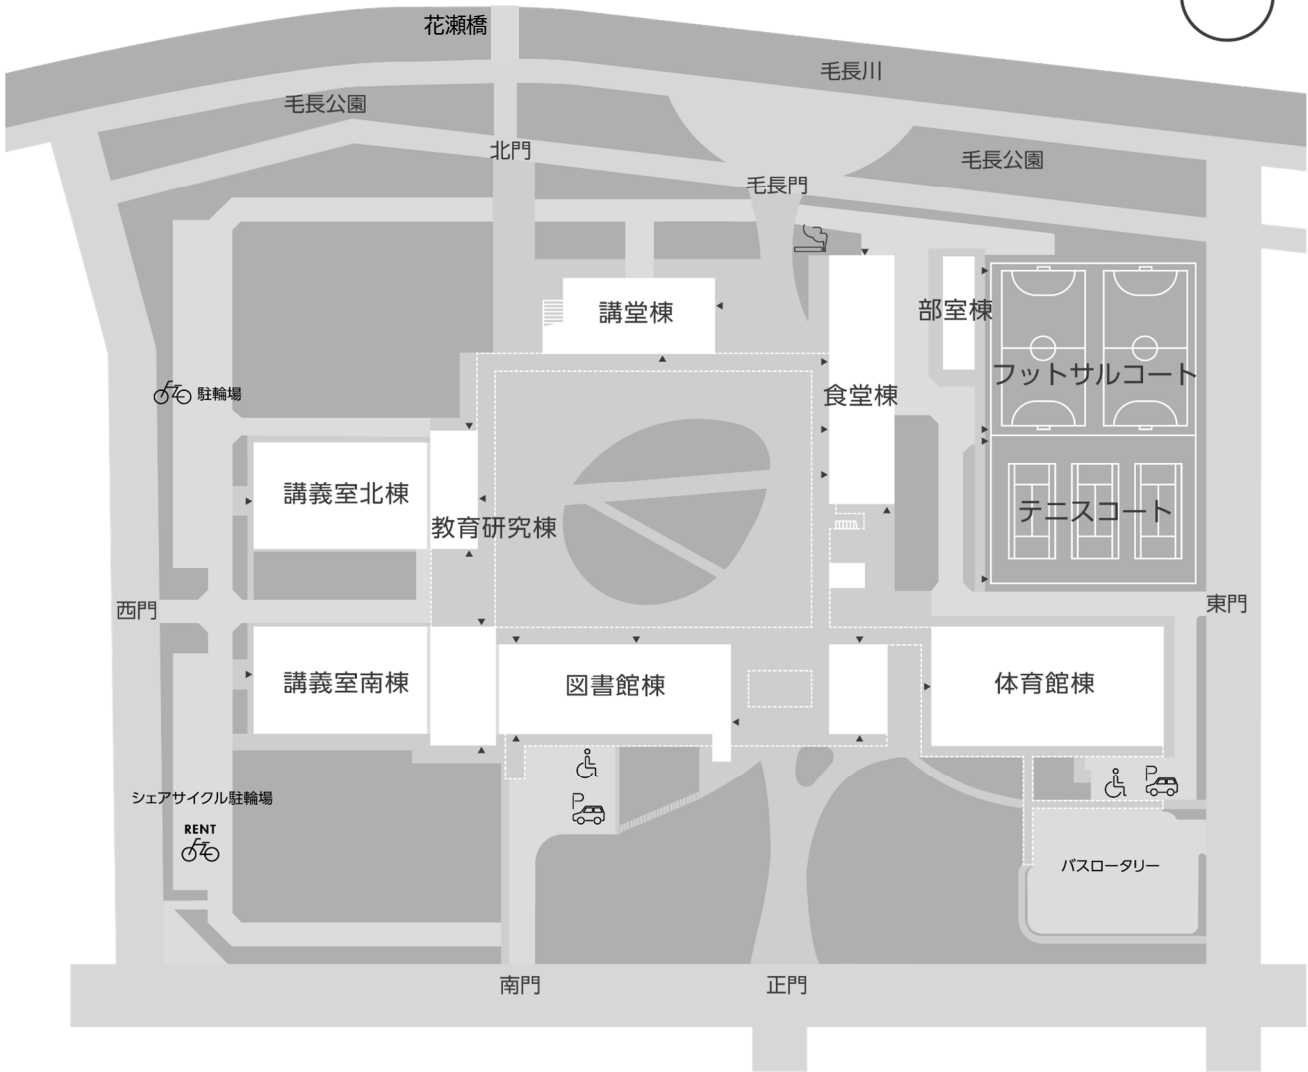 花瀬橋
毛長川
毛長公園
北門
毛長公園
毛長門
講堂棟
部室棟
フットサルコート
駐輪場
食堂棟
講義室北棟
教育研究棟
テニスコート
西門
東門
講義室南棟
図書館棟
体育館棟
シェアサイクル駐輪場
RENT
P
P
バスロータリー
南門
正門